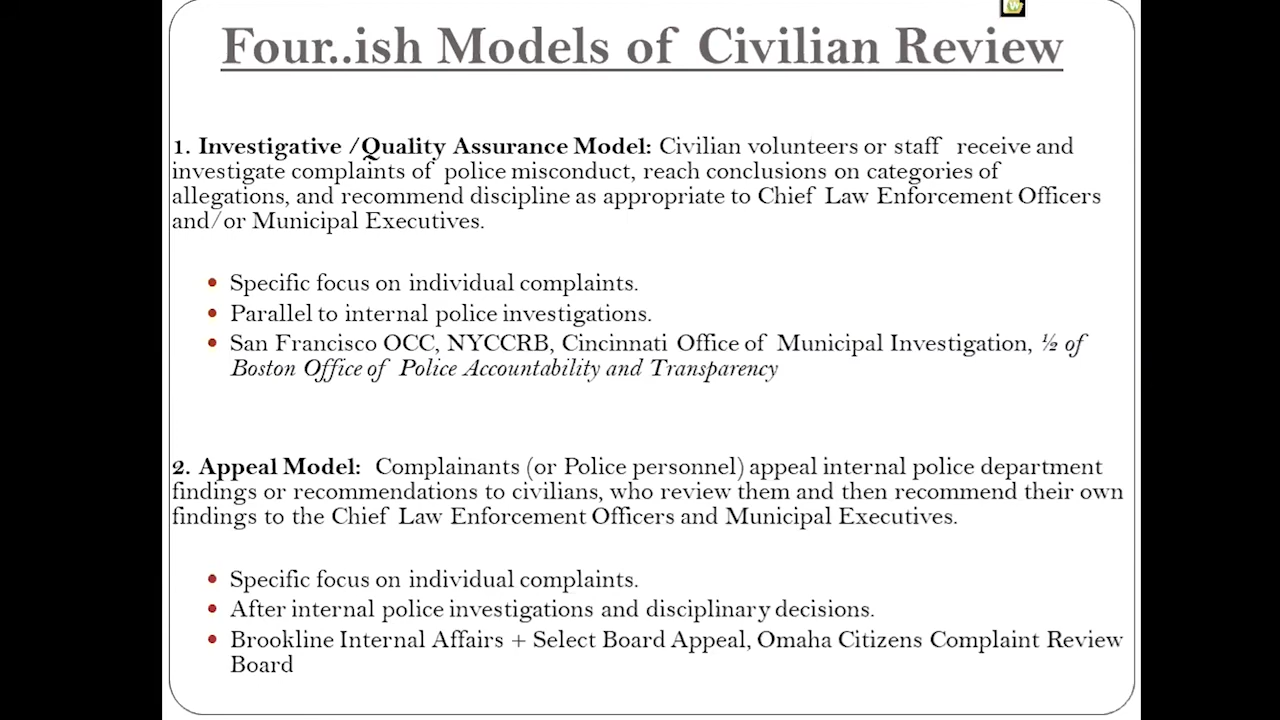 Four..ish Models of Civilian Review
1. Investigative /Quality Assurance Model: Civilian volunteers or staff receive and
investigate complaints of police misconduct, reach conclusions on categories of
allegations, and recommend discipline as appropriate to Chief Law Enforcement Officers
and/or Municipal Executives.
• Specific focus on individual complaints.
• Parallel to internal police investigations.
• San Francisco OCC, NYCCRB, Cincinnati Office of Municipal Investigation, ½ of
Boston Office of Police Accountability and Transparency
2. Appeal Model: Complainants (or Police personnel) appeal internal police department
findings or recommendations to civilians, who review them and then recommend their own
findings to the Chief Law Enforcement Officers and Municipal Executives.
• Specific focus on individual complaints.
• After internal police investigations and disciplinary decisions.
• Brookline Internal Affairs + Select Board Appeal, Omaha Citizens Complaint Review
Board